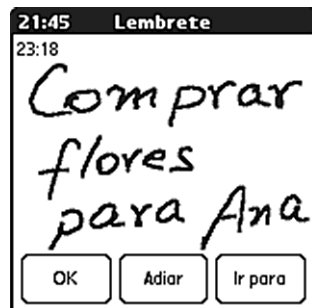 21:45 Lembrete
23:18
Comprar
flores
para Ana
OK Adiar Ir para